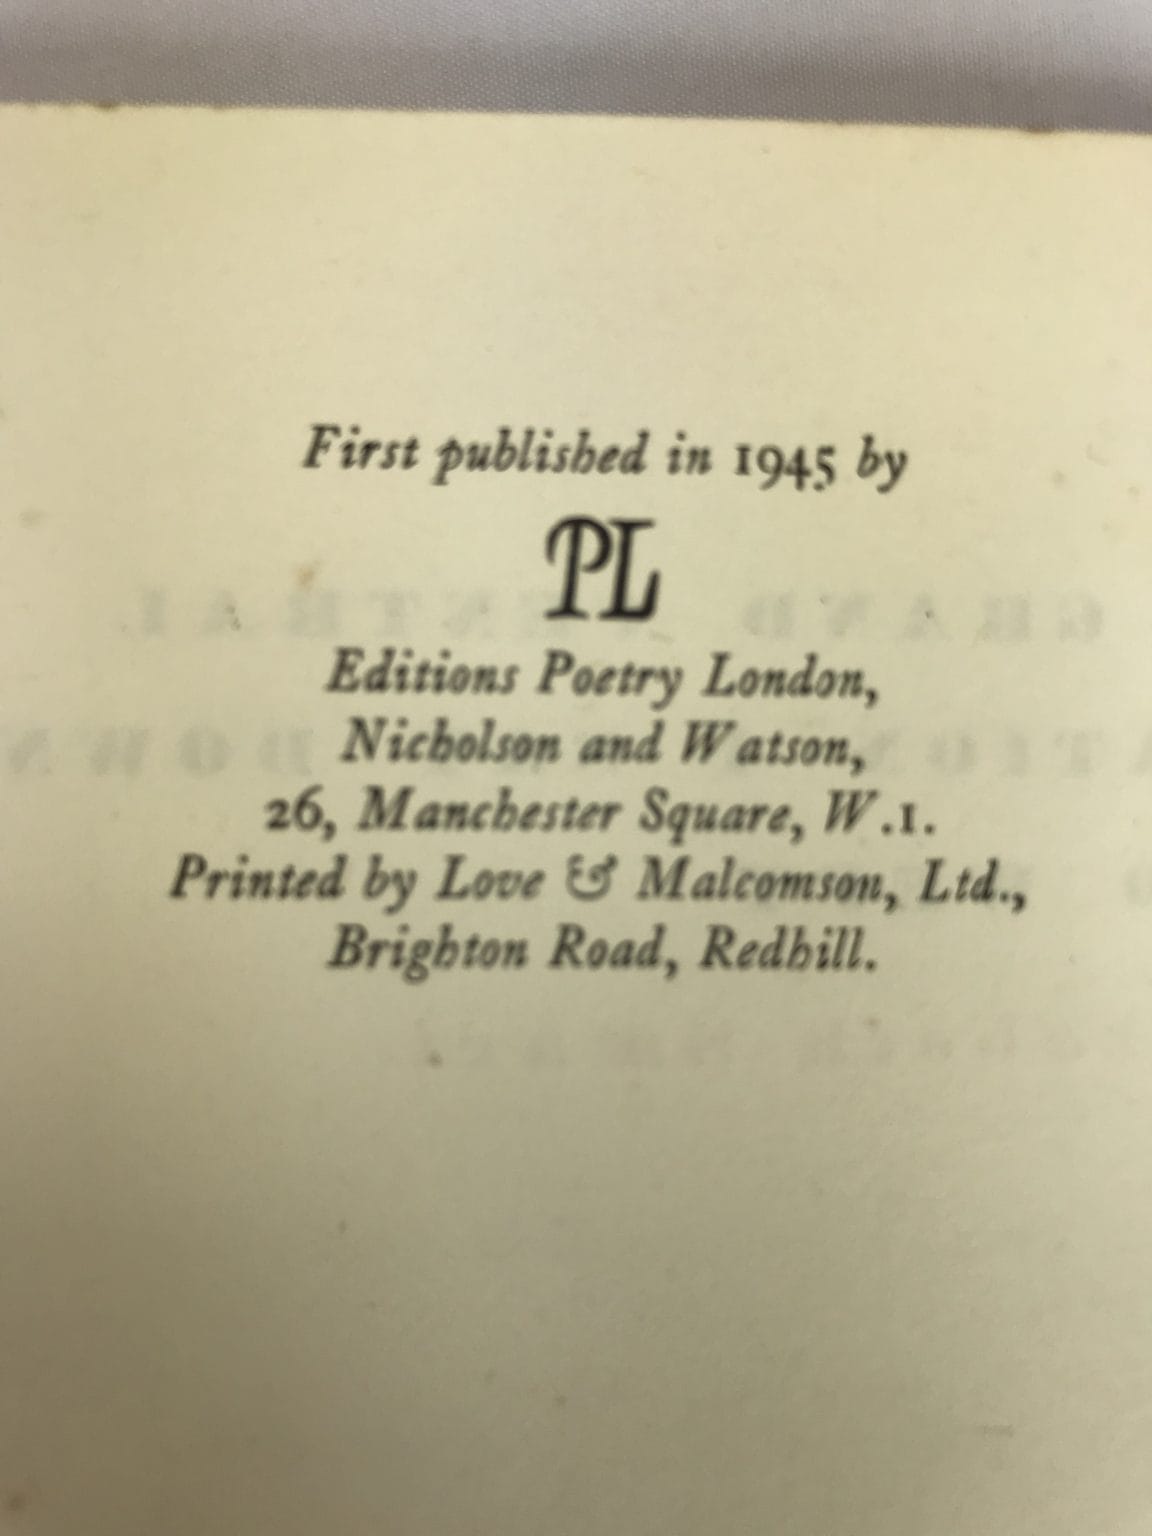 First published in 1945 by
PL
Editions Poetry London,
Nicholson and Watson,
26, Manchester Square, W.1.
Printed by Love & Malcomson, Ltd.,
Brighton Road, Redhill.